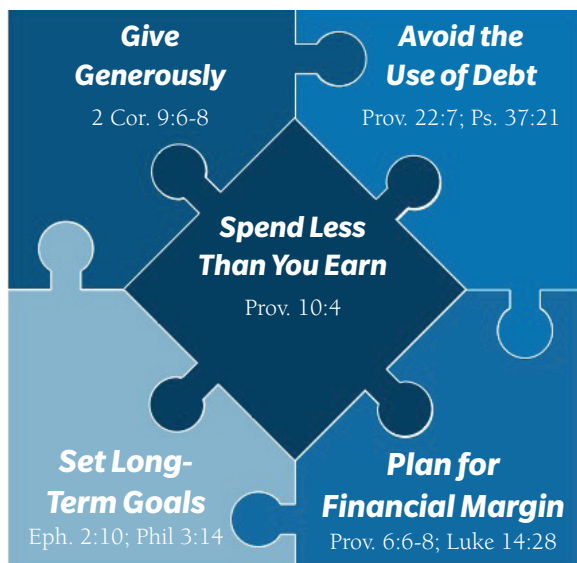 Give
Generously
2 Cor. 9:6-8
Avoid the
Use of Debt
Prov. 22:7; Ps. 37:21
Spend Less
Than You Earn
Prov. 10:4
Set Long-
Term Goals
Eph. 2:10; Phil 3:14
Plan for
Financial Margin
Prov. 6:6-8; Luke 14:28